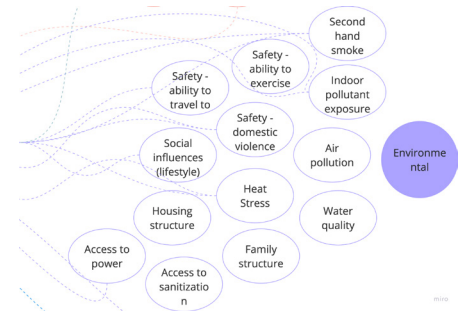 Second
hand
smoke
Safety -
ability to
exercise
Safety -
ability to
travel to
Indoor
pollutant
exposure
Safety -
domestic
violence
Social
influences
(lifestyle)
Air
pollution
Environme
ntal
Heat
Stress
Housing
structure
Water
quality
Access to
power
Family
structure
Access to
sanitizatio
n
miro